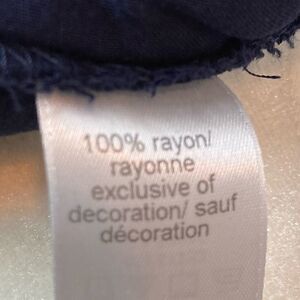 100% rayon/
rayonne
exclusive of
decoration/ sauf
décoration